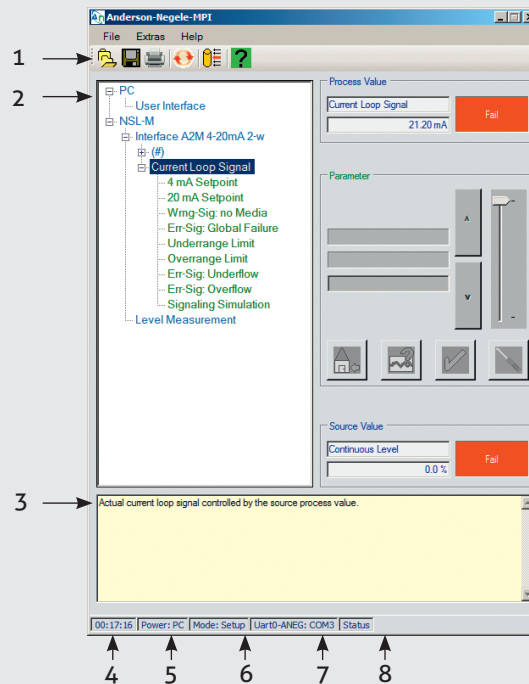 Anderson-Negele-MPI
File Extras Help
1
2
PC
User Interface
NSL-M
Interface A2M 4-20mA 2-w
(#)
Current Loop Signal
4 mA Setpoint
20 mA Setpoint
Wrng-Sig: no Media
Err-Sig: Global Failure
Underrange Limit
Overrange Limit
Err-Sig: Underflow
Err-Sig: Overflow
Signaling Simulation
Level Measurement
Process Value
Current Loop Signal
21.20 mA
Fail
Parameter
Source Value
Continuous Level
0.0 %
Fail
3
Actual current loop signal controlled by the source process value.
00:17:16 Power: PC Mode: Setup Uart0-ANEG: COM3 Status
4 5 6 7 8